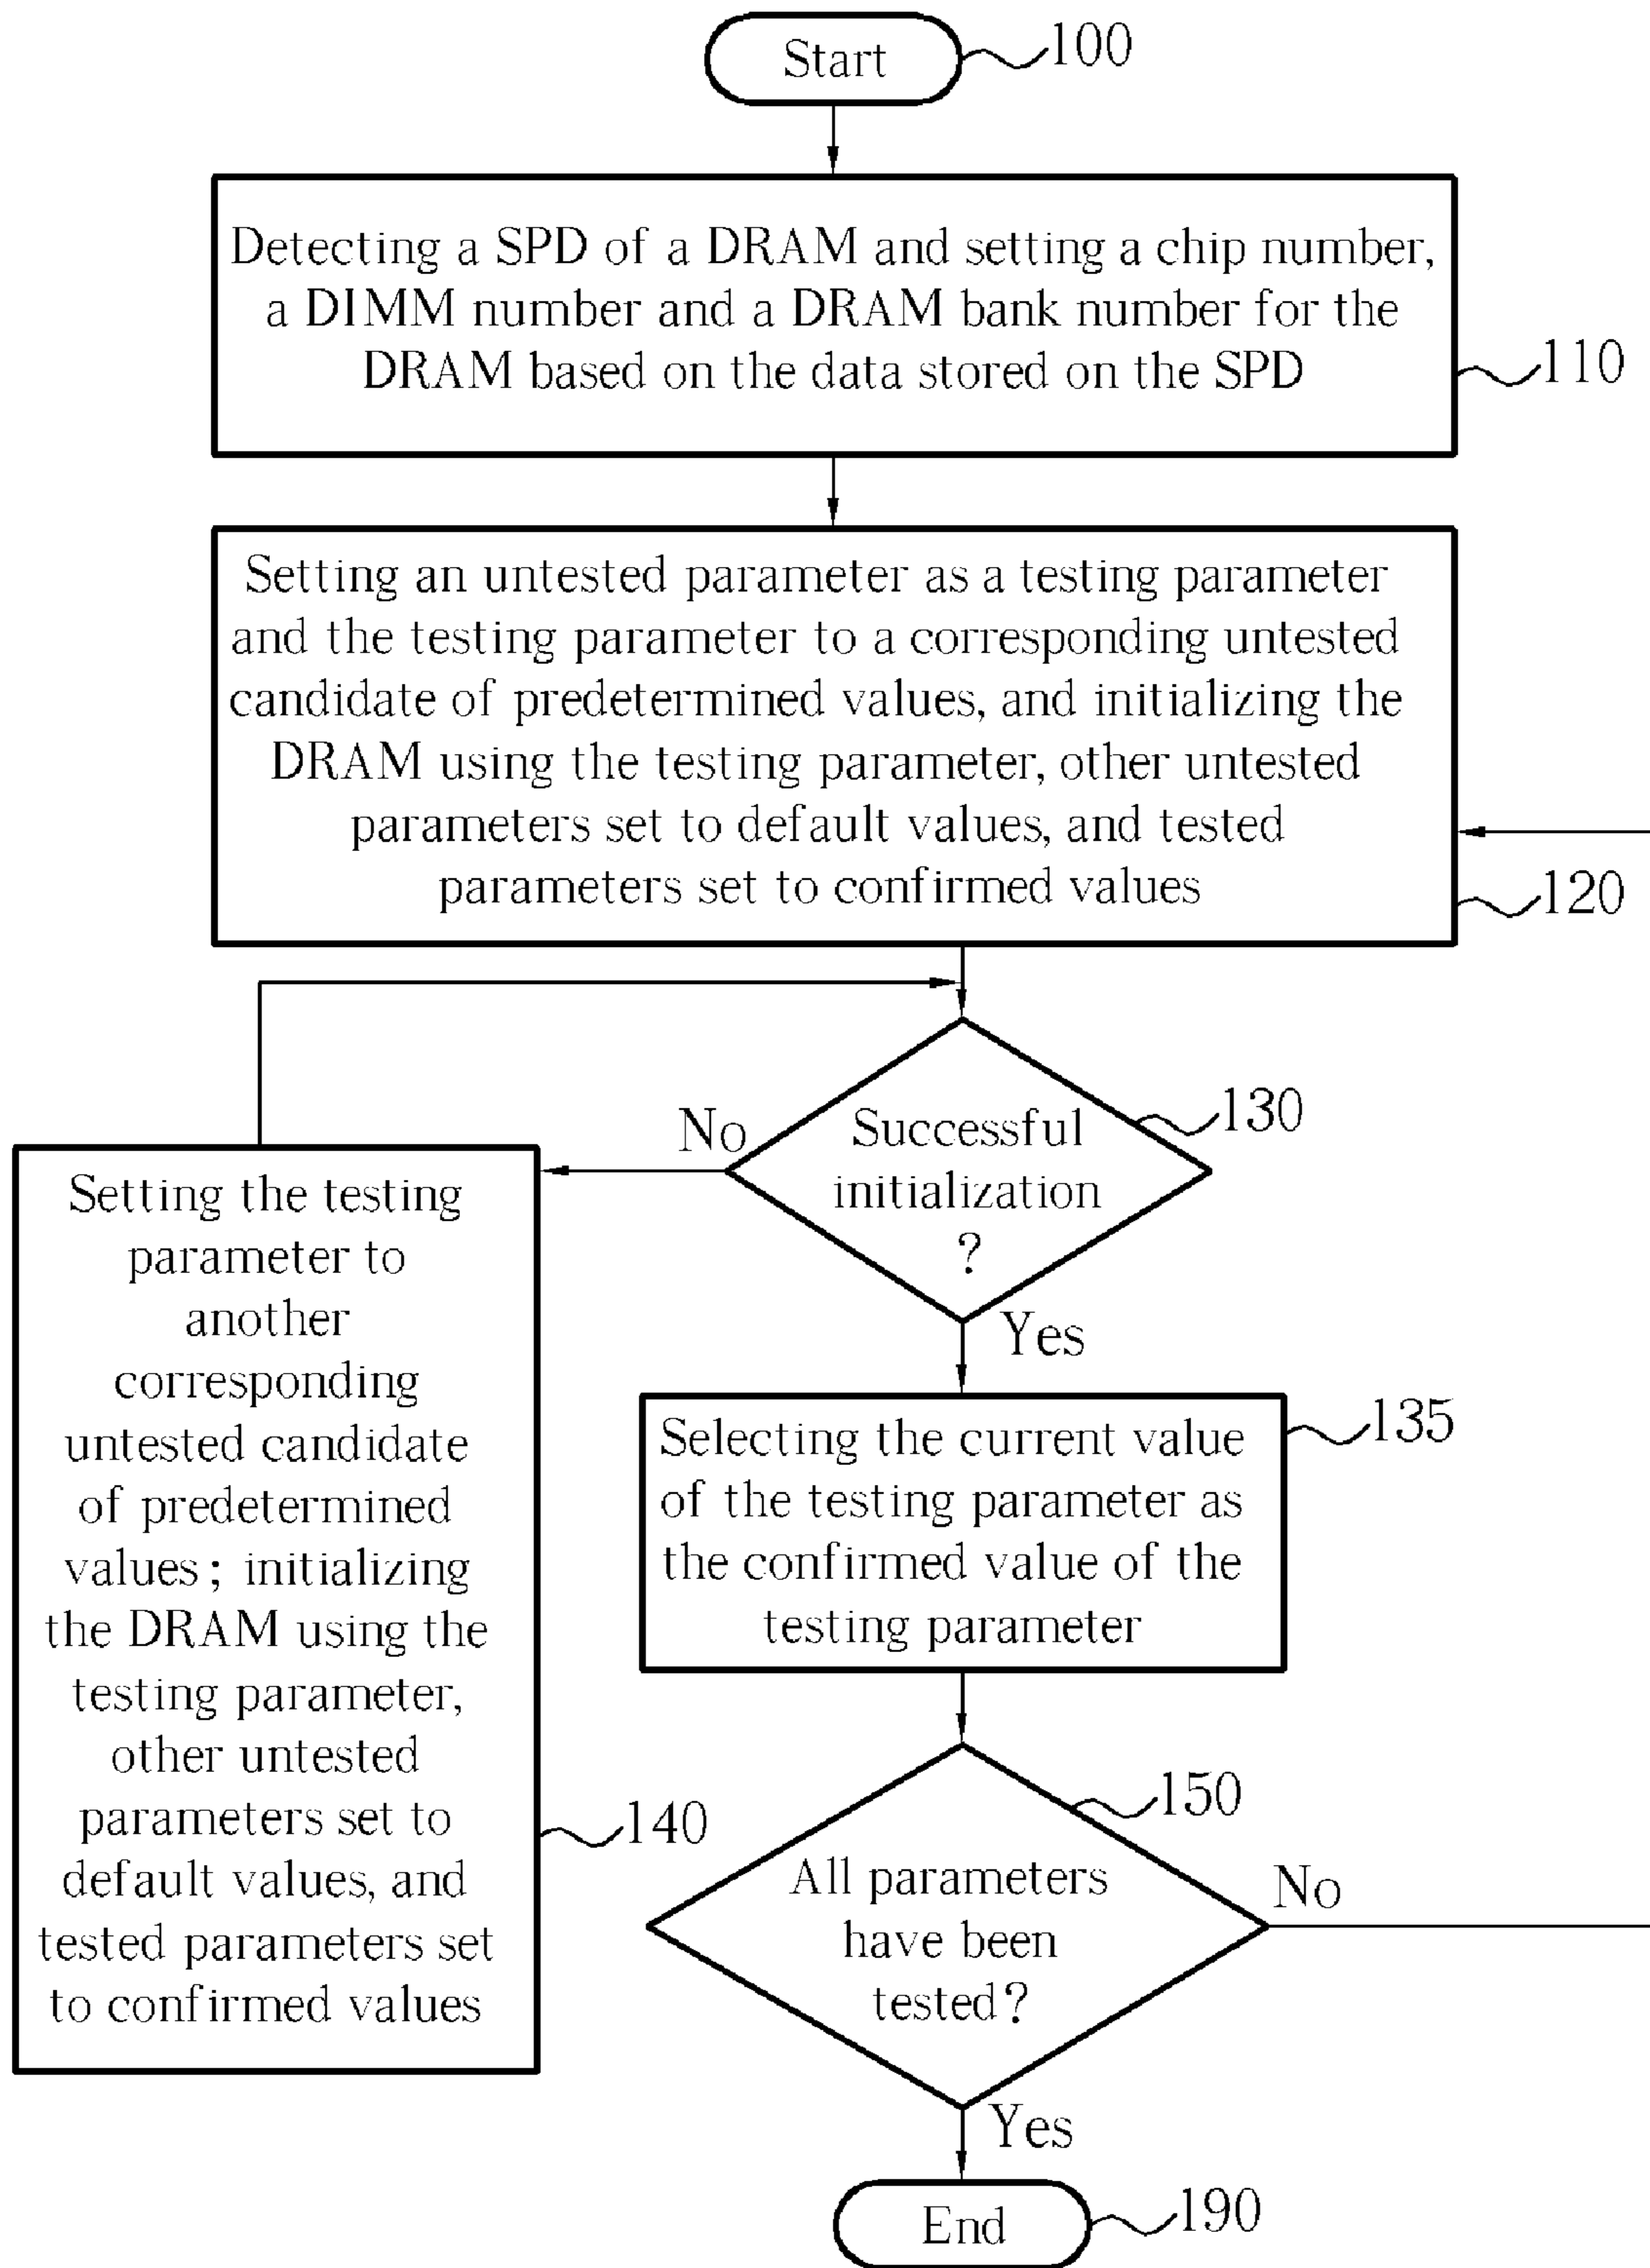 Start
100
Detecting a SPD of a DRAM and setting a chip number,
a DIMM number and a DRAM bank number for the
DRAM based on the data stored on the SPD
110
Setting an untested parameter as a testing parameter
and the testing parameter to a corresponding untested
candidate of predetermined values, and initializing the
DRAM using the testing parameter, other untested
parameters set to default values, and tested
parameters set to confirmed values
120
Successful
initialization
?
130
No
Yes
Setting the testing
parameter to
another
corresponding
untested candidate
of predetermined
values; initializing
the DRAM using the
testing parameter,
other untested
parameters set to
default values, and
tested parameters set
to confirmed values
140
Selecting the current value
of the testing parameter as
the confirmed value of the
testing parameter
135
All parameters
have been
tested?
150
No
Yes
End
190